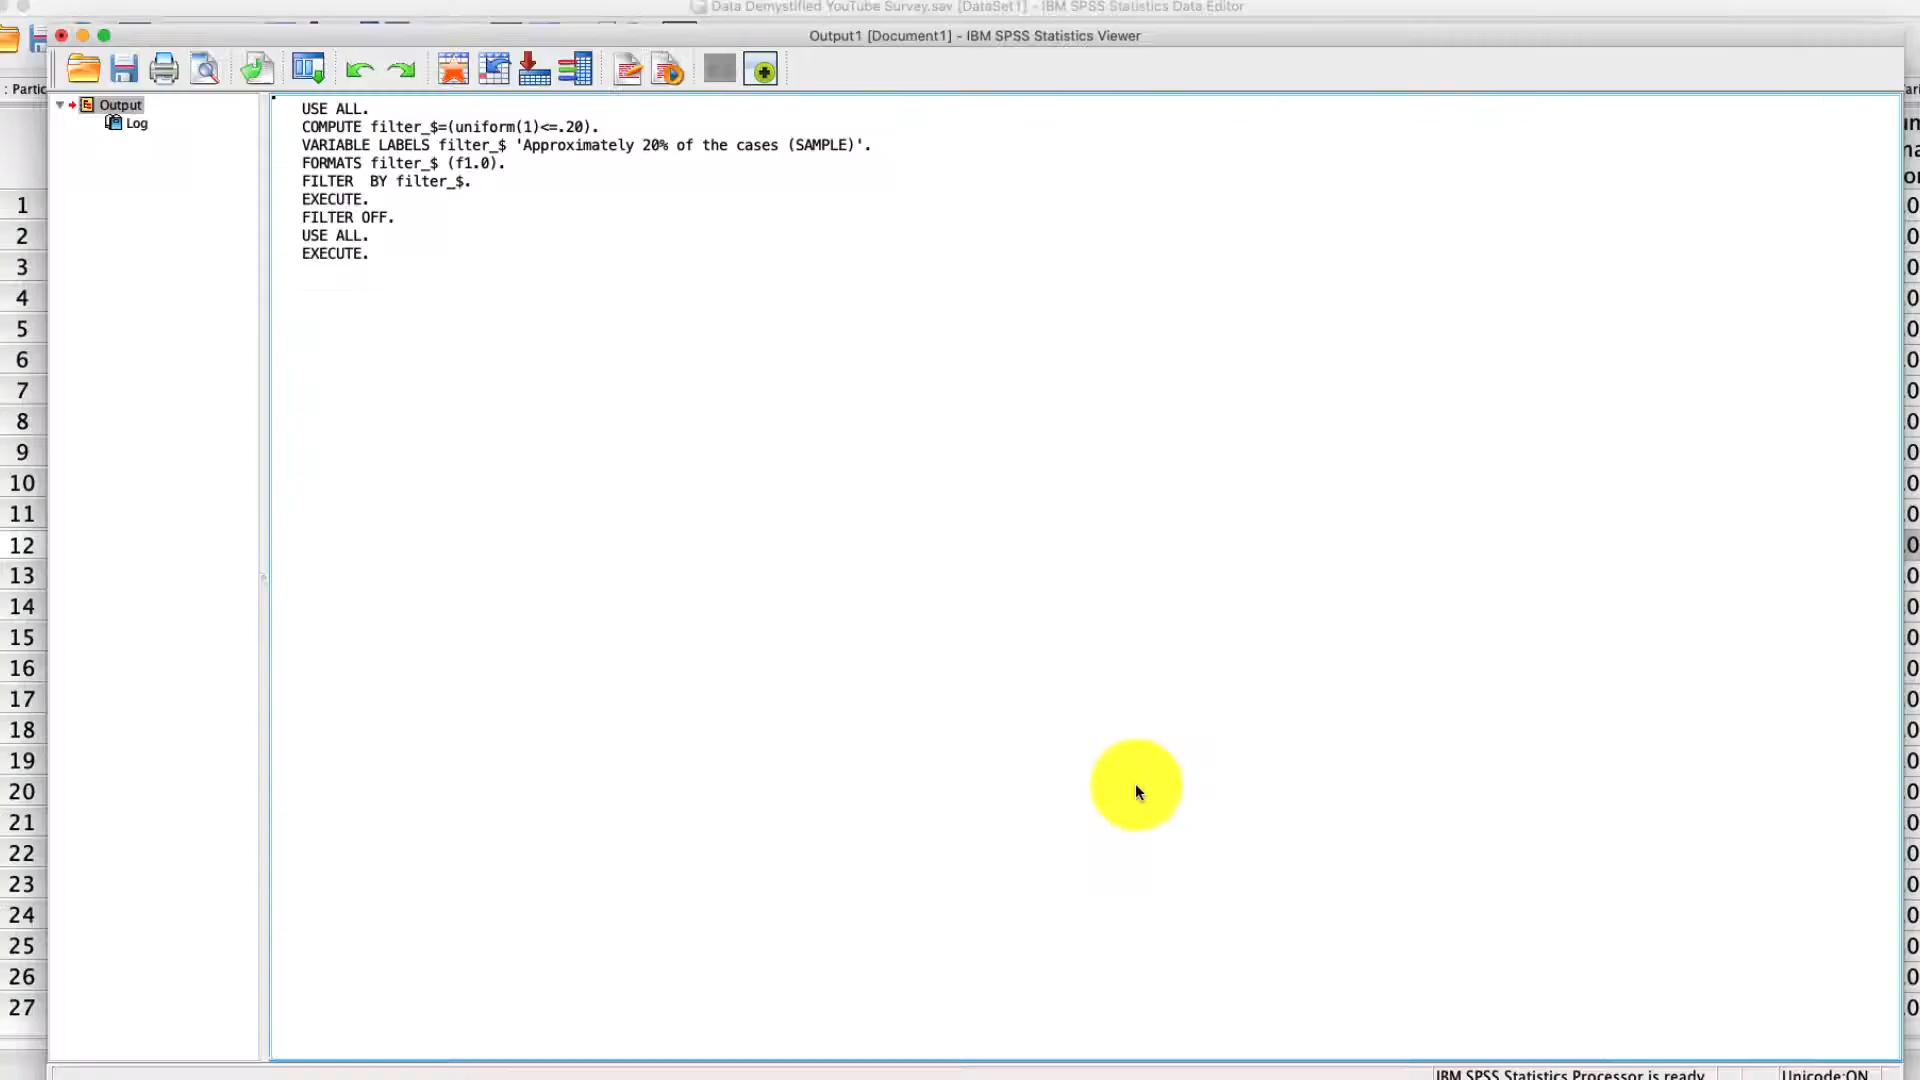 Data Demystified YouTube Survey.sav [DataSet1] - IBM SPSS Statistics Data Editor
Output1 [Document1] - IBM SPSS Statistics Viewer
: Partic
Output
Log
USE ALL.
COMPUTE filter_$=(uniform(1)<=.20).
VARIABLE LABELS filter_$ 'Approximately 20% of the cases (SAMPLE)'.
FORMATS filter_$ (f1.0).
FILTER  BY filter_$.
EXECUTE.
FILTER OFF.
USE ALL.
EXECUTE.
1
2
3
4
5
6
7
8
9
10
11
12
13
14
15
16
17
18
19
20
21
22
23
24
25
26
27
IBM SPSS Statistics Processor is ready
Unicode:ON